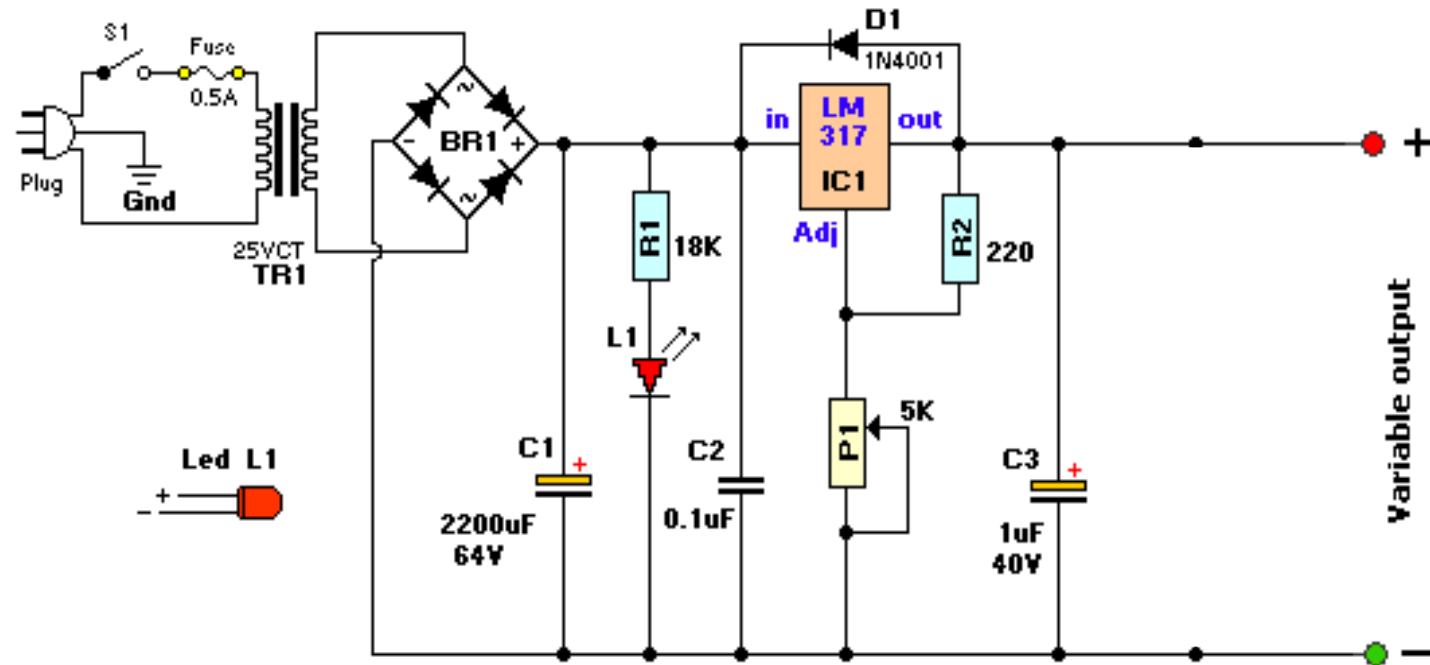 S1
Fuse
0.5A
Plug
Gnd
25VCT
TR1
~
- BR1 +
~
D1
1N4001
in
LM
317
IC1
out
Adj
R1
18K
R2
220
L1
P1
5K
C1
+
2200uF
64V
C2
0.1uF
C3
+
1uF
40V
Led L1
+
-
+
Variable output
-